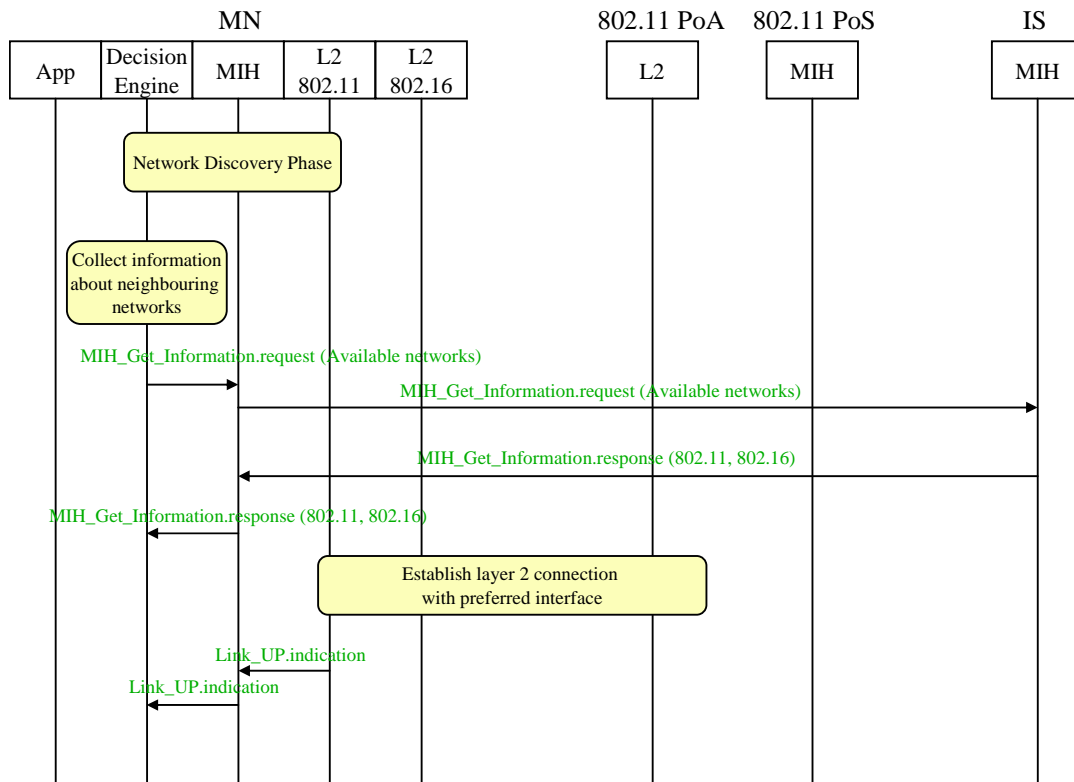 MN
802.11 PoA
802.11 PoS
IS
App
Decision
Engine
MIH
L2
802.11
L2
802.16
L2
MIH
MIH
Network Discovery Phase
Collect information
about neighbouring
networks
MIH_Get_Information.request (Available networks)
MIH_Get_Information.request (Available networks)
MIH_Get_Information.response (802.11, 802.16)
MIH_Get_Information.response (802.11, 802.16)
Establish layer 2 connection
with preferred interface
Link_UP.indication
Link_UP.indication